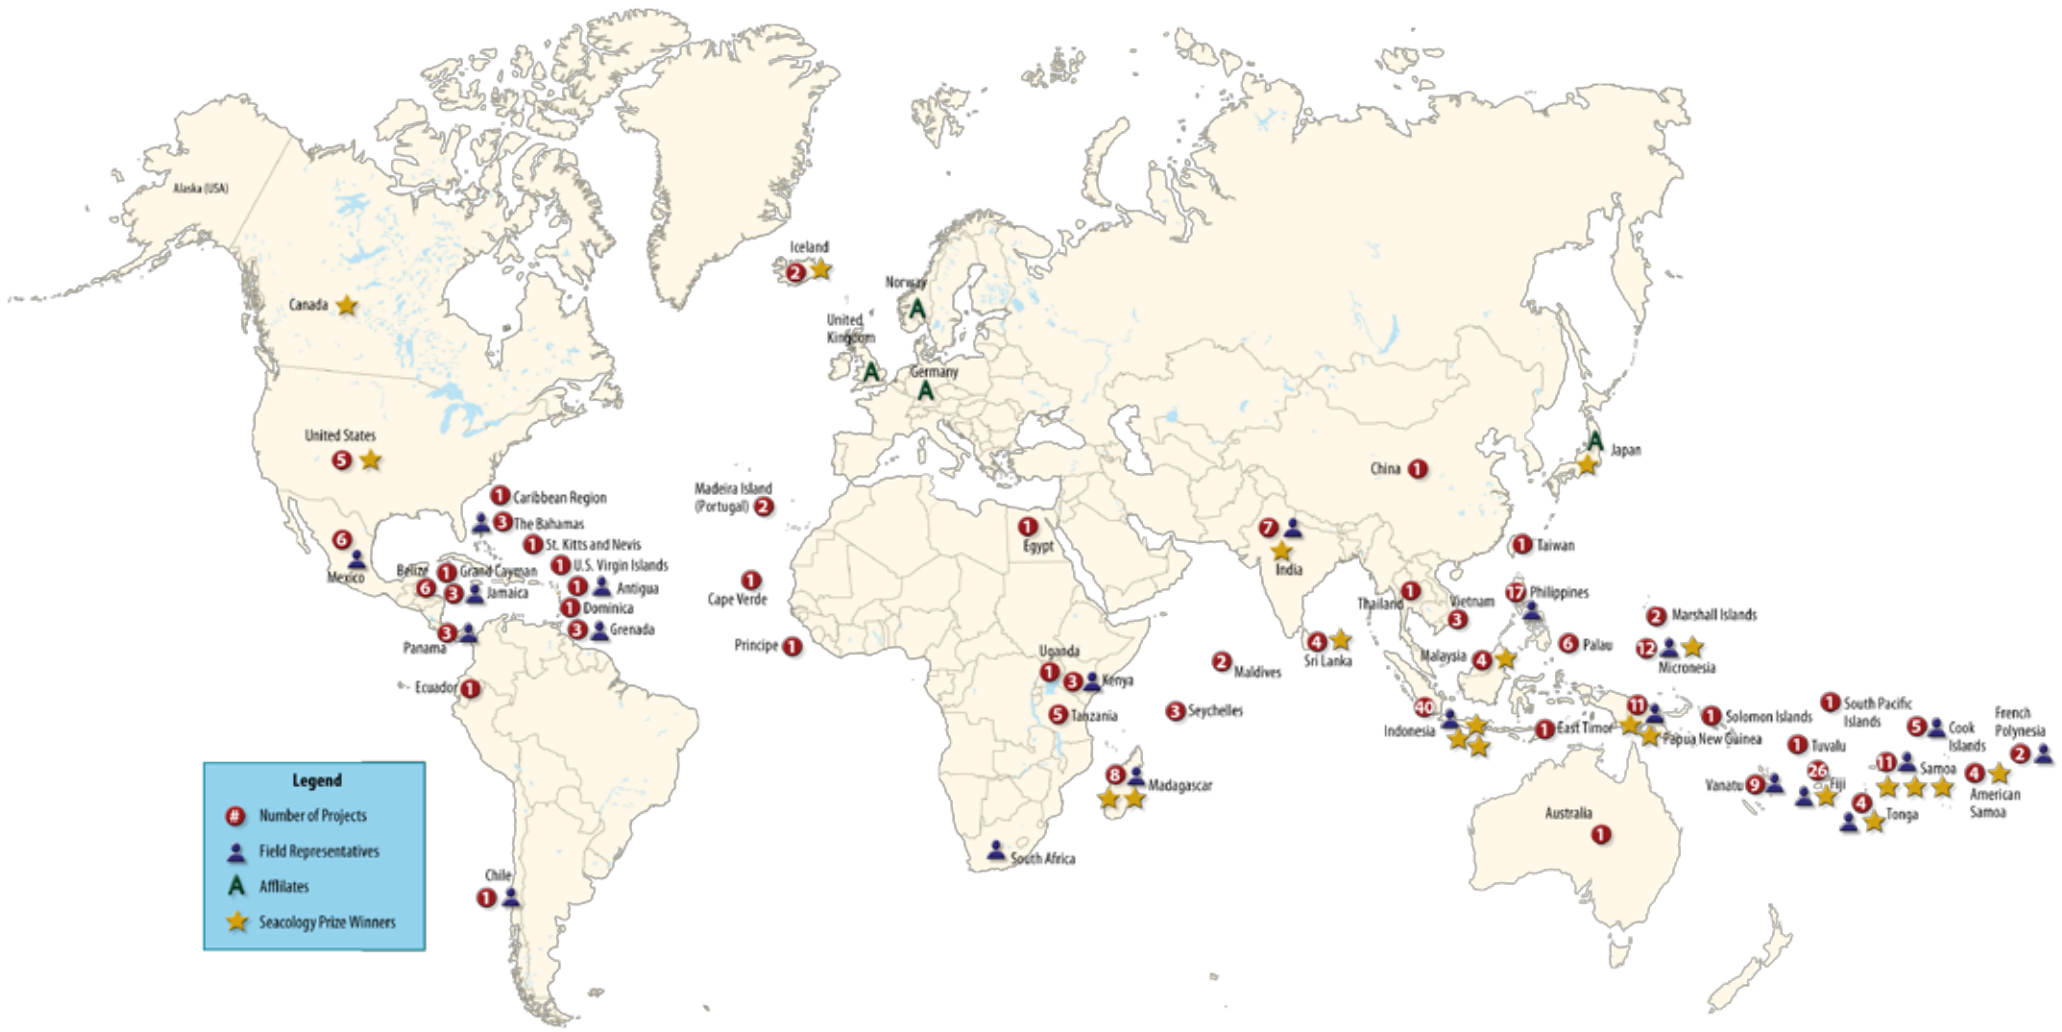 Alaska (USA)
Iceland
2
Norway
A
Canada
United
Kingdom
A
Germany
A
United States
5
A
Japan
China 1
Madeira Island
(Portugal) 2
1 Caribbean Region
3 The Bahamas
1 St. Kitts and Nevis
1 U.S. Virgin Islands
6
Mexico
Belize 1 Grand Cayman
6
3 Jamaica
1 Antigua
1 Dominica
3 Grenada
3
Panama
Ecuador 1
1
Egypt
7
India
1 Taiwan
1
Cape Verde
Principe 1
Thailand 1
Vietnam
3
17 Philippines
2 Marshall Islands
6 Palau
12
Micronesia
4
Sri Lanka
Malaysia 4
Uganda
1
3 Kenya
5 Tanzania
2
Maldives
3 Seychelles
40
Indonesia
1 East Timor
11
Papua New Guinea
1 Solomon Islands
1 South Pacific
Islands
5 Cook
Islands
French
Polynesia
2
1 Tuvalu
Vanatu 9
26
Fiji
11
Samoa
4
American
Samoa
4
Tonga
8
Madagascar
South Africa
Australia
1
Chile
1
Legend
# Number of Projects
Field Representatives
A Affliates
Seacology Prize Winners